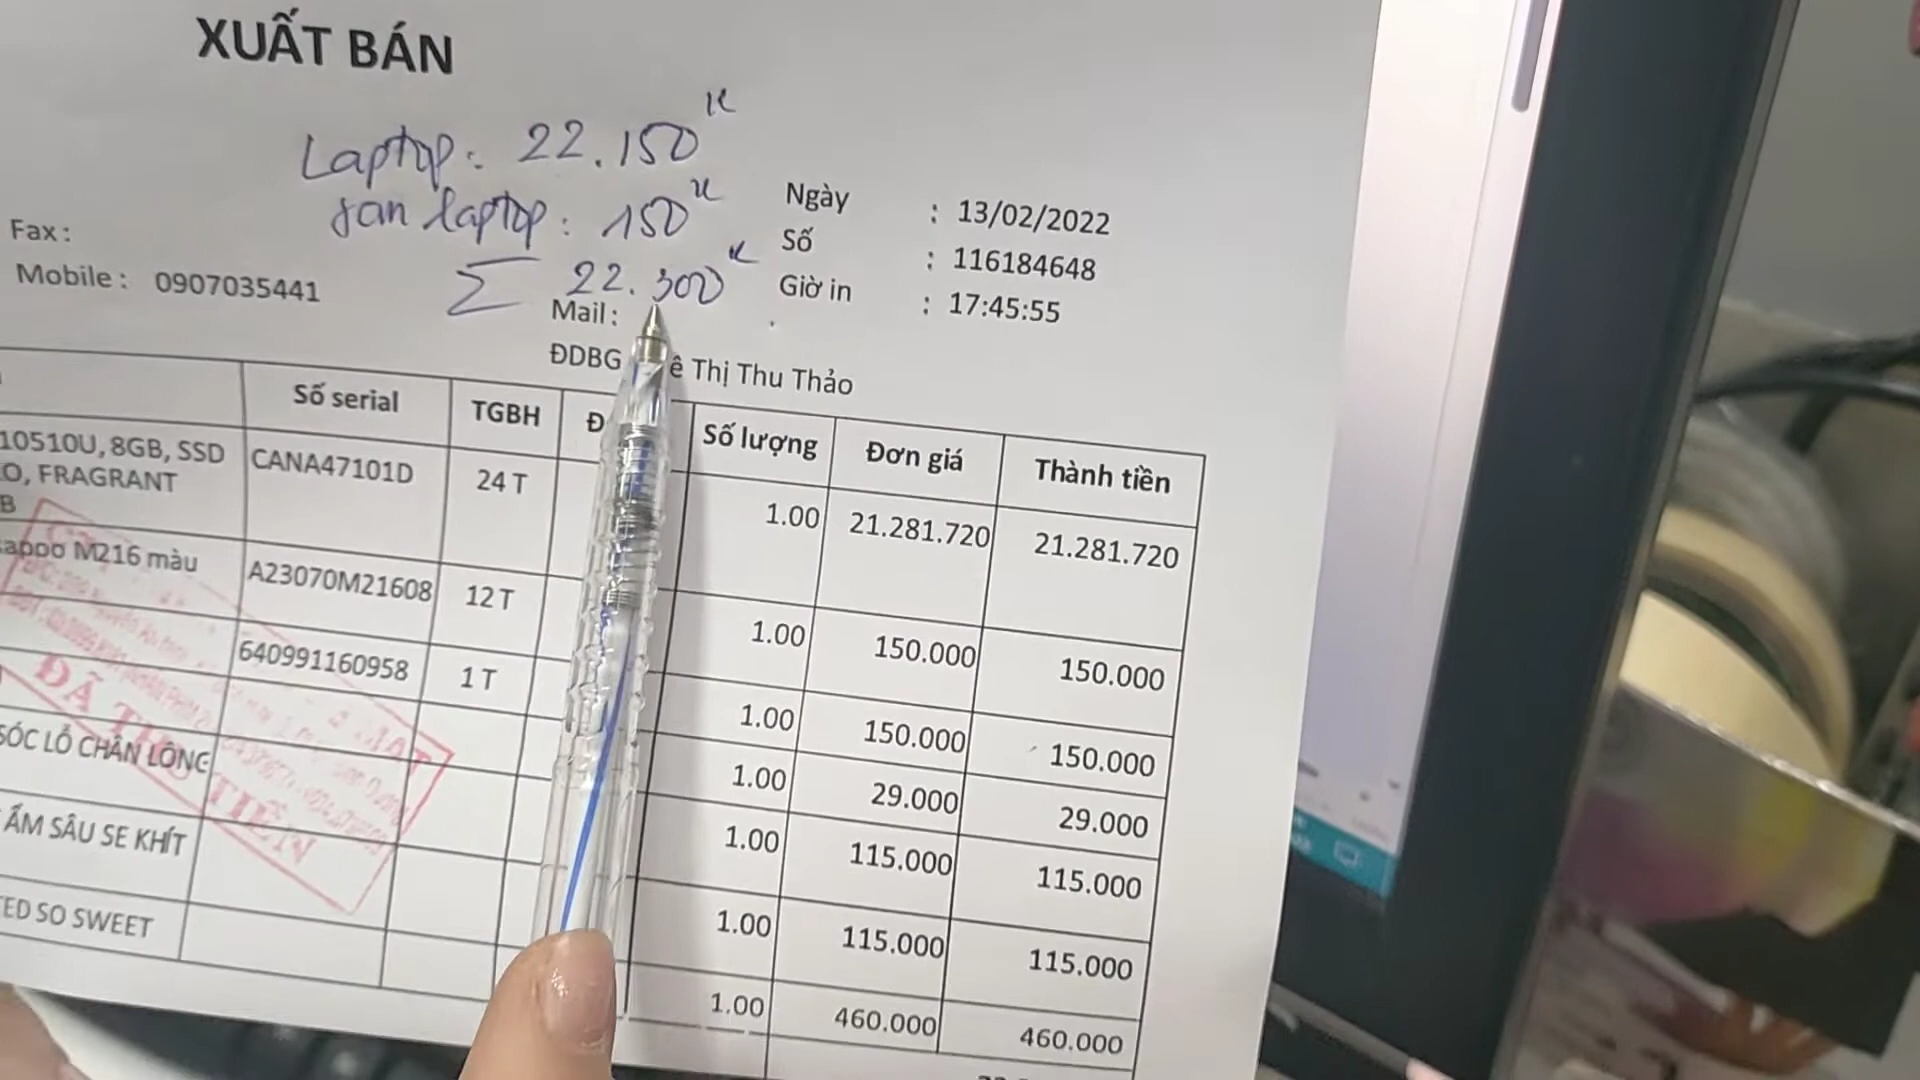 XUẤT BÁN
Laptop: 22.150K
san laptop: 150K
Σ 22.300K
Ngày : 13/02/2022
Số : 116184648
Giờ in : 17:45:55
Fax :
Mobile : 0907035441
Mail :
ĐDBG ê Thị Thu Thảo
Số serial TGBH Số lượng Đơn giá Thành tiền
10510U, 8GB, SSD CANA47101D 24 T 1.00 21.281.720 21.281.720
O, FRAGRANT
B
appo M216 màu A23070M21608 12 T 1.00 150.000 150.000
640991160958 1 T 1.00 150.000 150.000
1.00 29.000 29.000
SÓC LỖ CHÂN LÔNG 1.00 115.000 115.000
ẨM SÂU SE KHÍT 1.00 115.000 115.000
TED SO SWEET 1.00 460.000 460.000
ĐÃ THU TIỀN